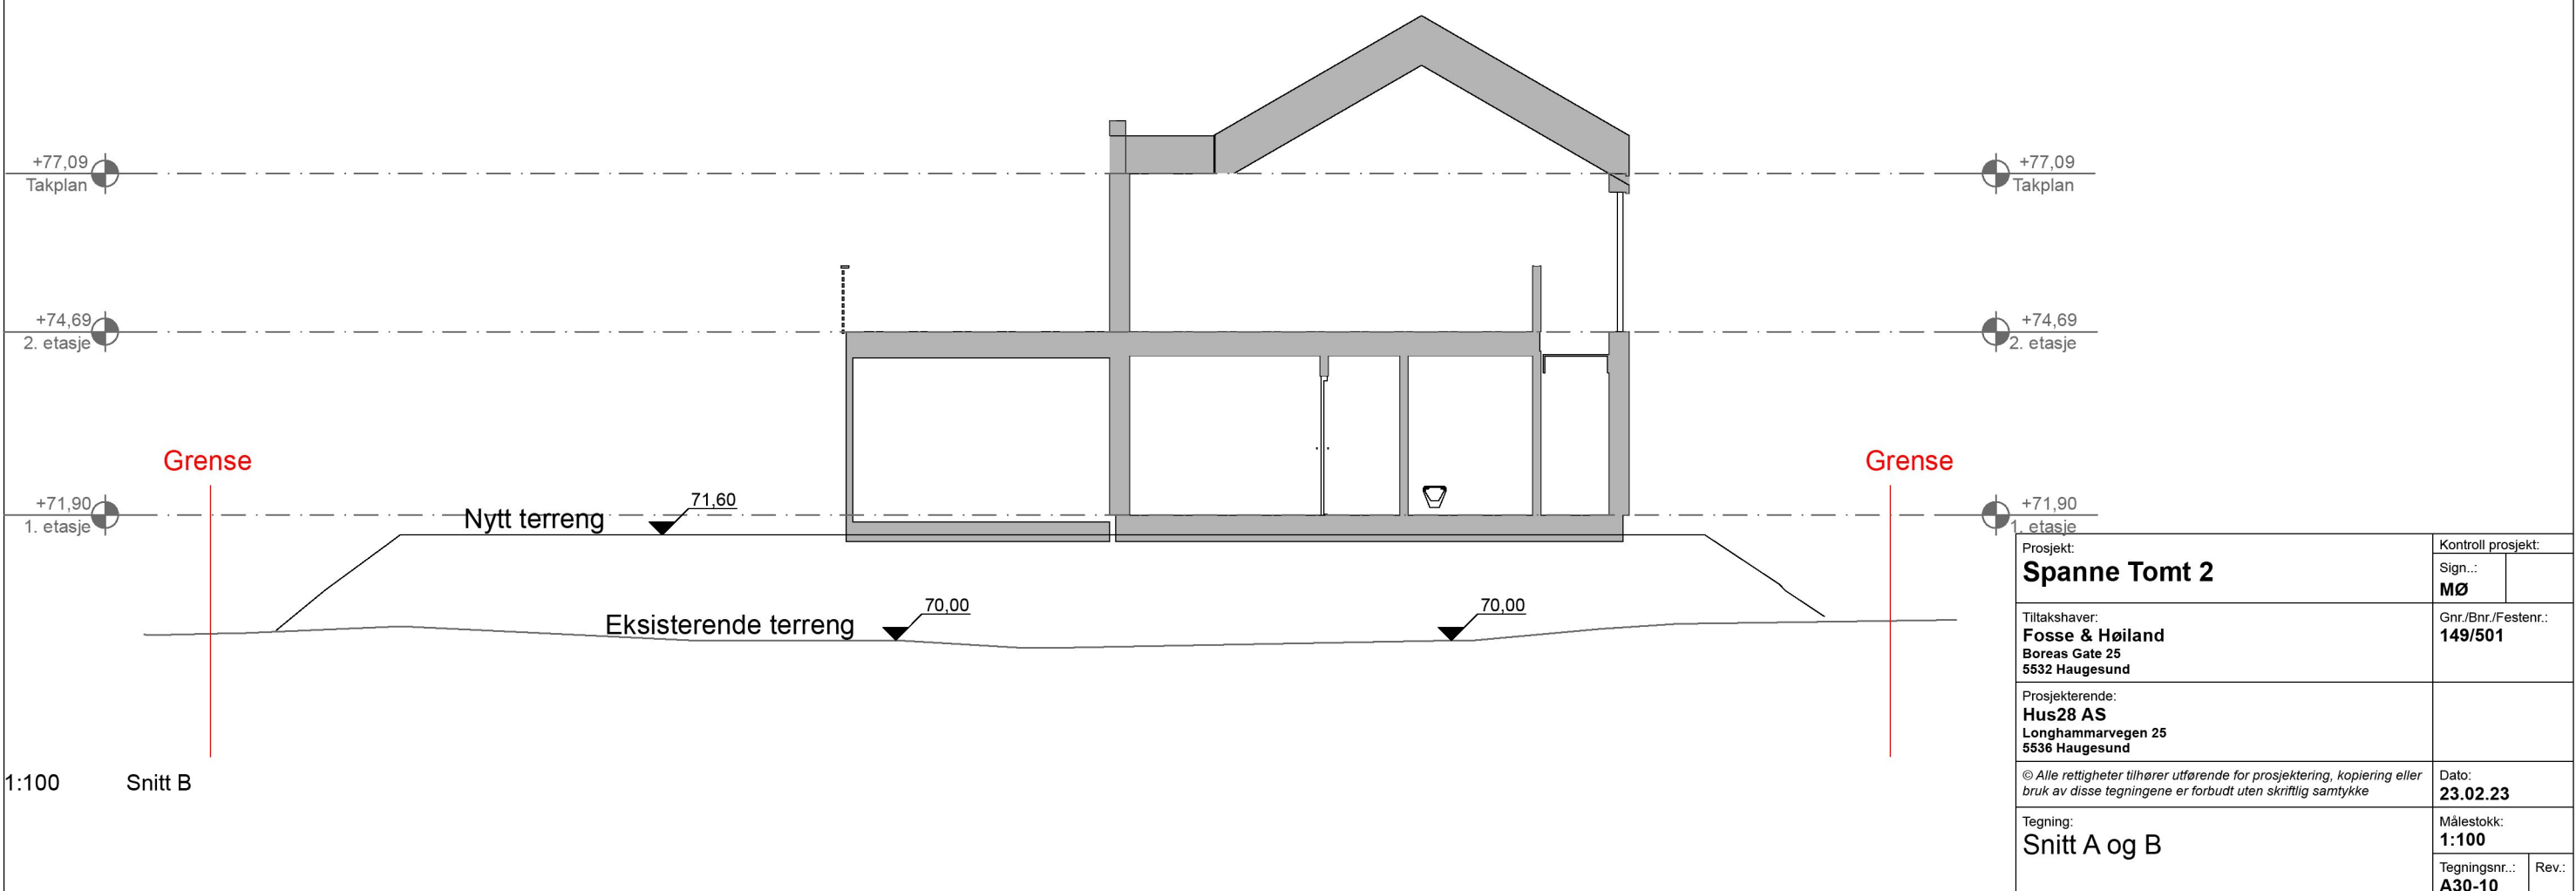 +77,09
Takplan
+77,09
Takplan
+74,69
2. etasje
+74,69
2. etasje
Grense
Grense
+71,90
1. etasje
Nytt terreng
71,60
+71,90
1. etasje
Eksisterende terreng
70,00
70,00
1:100
Snitt B
Prosjekt:
Spanne Tomt 2
Kontroll prosjekt:
Sign..:
MØ
Tiltakshaver:
Fosse & Høiland
Boreas Gate 25
5532 Haugesund
Gnr./Bnr./Festenr.:
149/501
Prosjekterende:
Hus28 AS
Longhammarvegen 25
5536 Haugesund
© Alle rettigheter tilhører utførende for prosjektering, kopiering eller
bruk av disse tegningene er forbudt uten skriftlig samtykke
Dato:
23.02.23
Tegning:
Snitt A og B
Målestokk:
1:100
Tegningsnr..:
A30-10
Rev.: